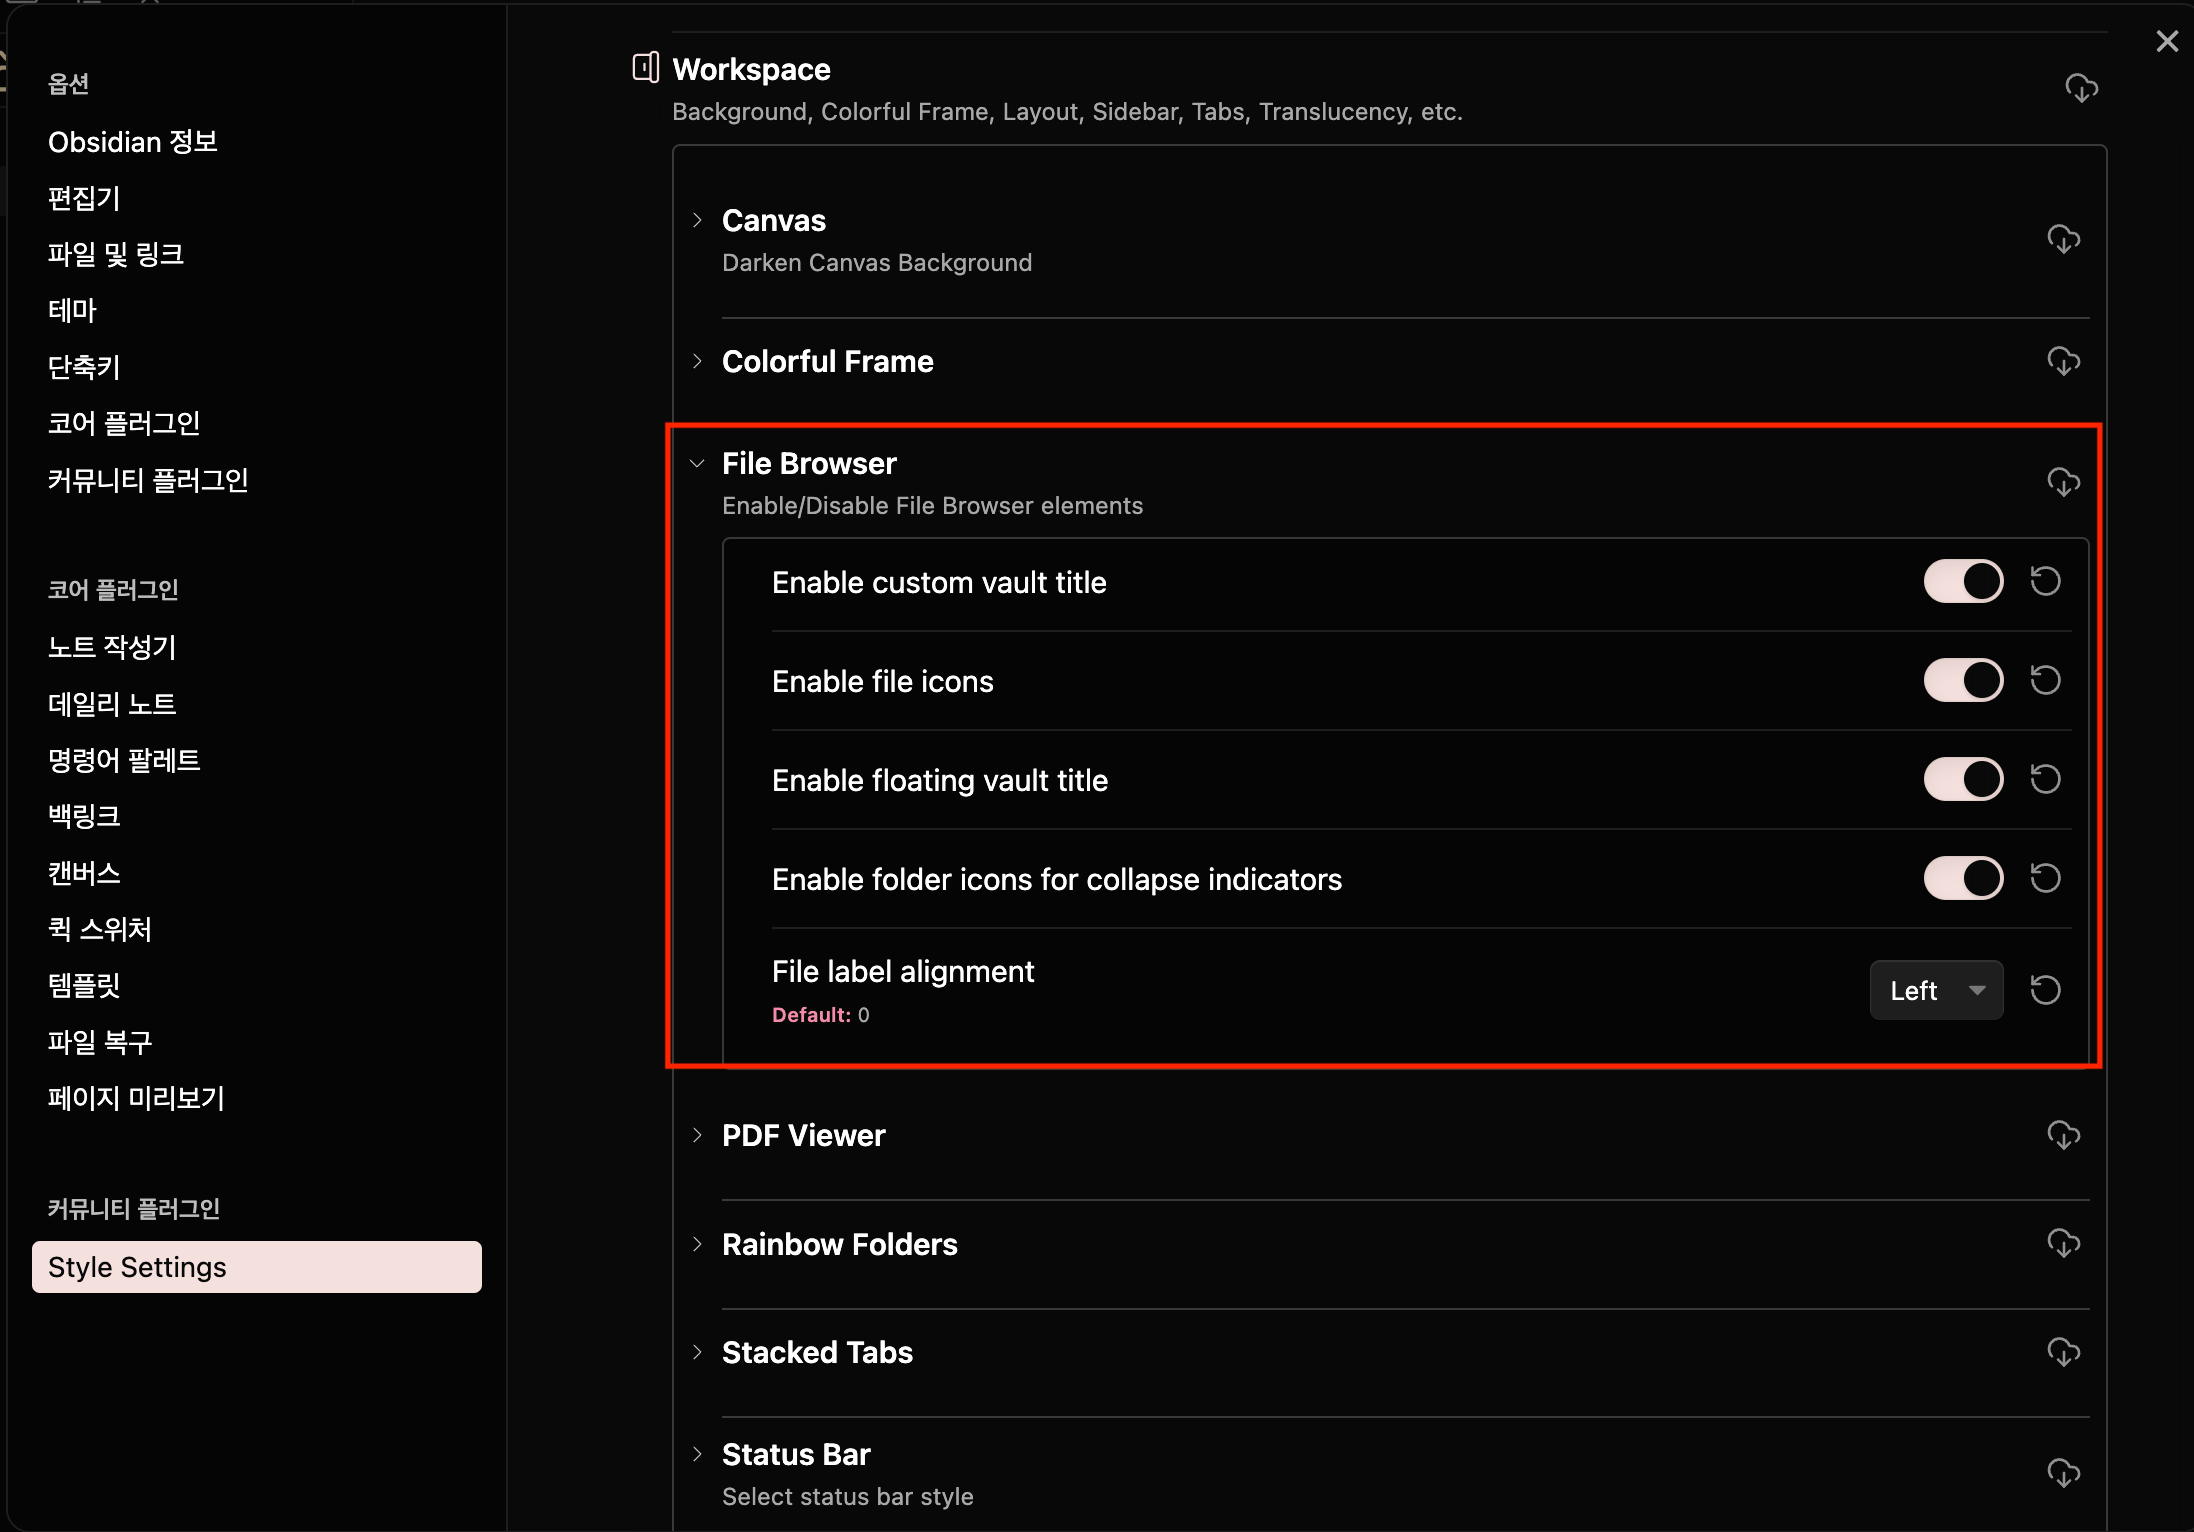 옵션
Obsidian 정보
편집기
파일 및 링크
테마
단축키
코어 플러그인
커뮤니티 플러그인
코어 플러그인
노트 작성기
데일리 노트
명령어 팔레트
백링크
캔버스
퀵 스위처
템플릿
파일 복구
페이지 미리보기
커뮤니티 플러그인
Style Settings
Workspace
Background, Colorful Frame, Layout, Sidebar, Tabs, Translucency, etc.
Canvas
Darken Canvas Background
Colorful Frame
File Browser
Enable/Disable File Browser elements
Enable custom vault title
Enable file icons
Enable floating vault title
Enable folder icons for collapse indicators
File label alignment
Default: 0
Left
PDF Viewer
Rainbow Folders
Stacked Tabs
Status Bar
Select status bar style